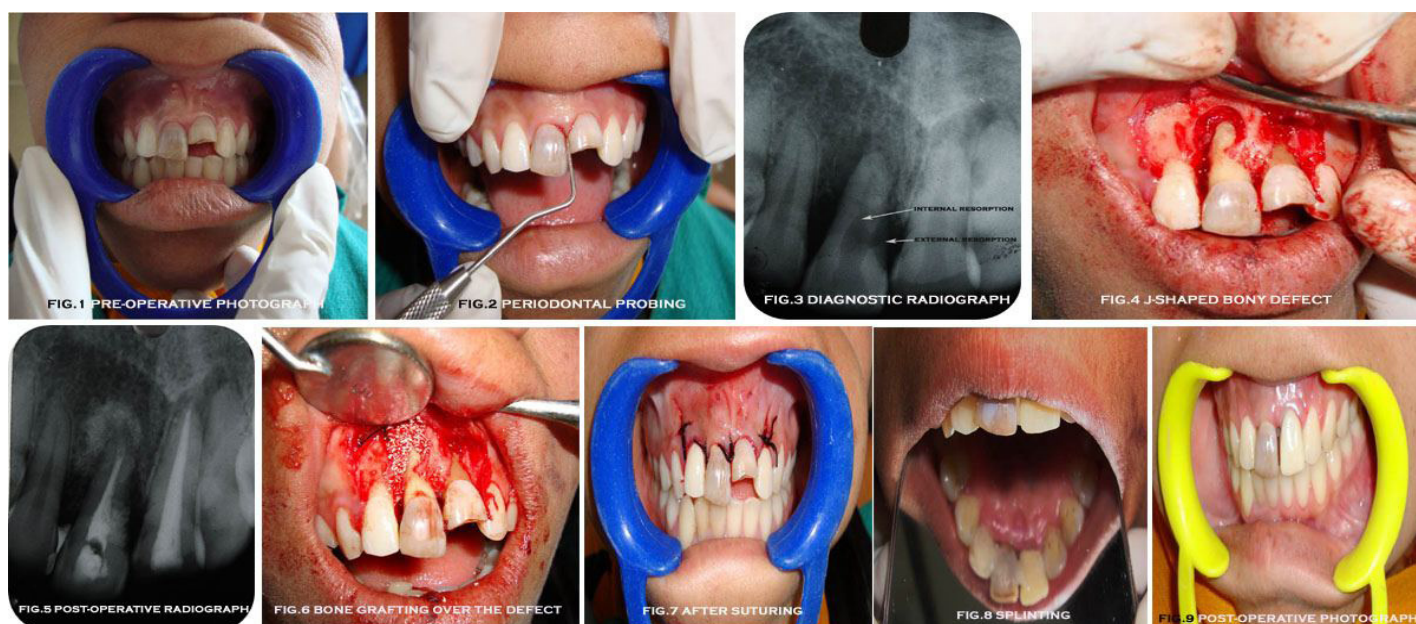 FIG.1 PRE-OPERATIVE PHOTOGRAPH
FIG.2 PERIODONTAL PROBING
INTERNAL RESORPTION
EXTERNAL RESORPTION
FIG.3 DIAGNOSTIC RADIOGRAPH
FIG.4 J-SHAPED BONY DEFECT
FIG.5 POST-OPERATIVE RADIOGRAPH
FIG.6 BONE GRAFTING OVER THE DEFECT
FIG.7 AFTER SUTURING
FIG.8 SPLINTING
FIG.9 POST-OPERATIVE PHOTOGRAPH